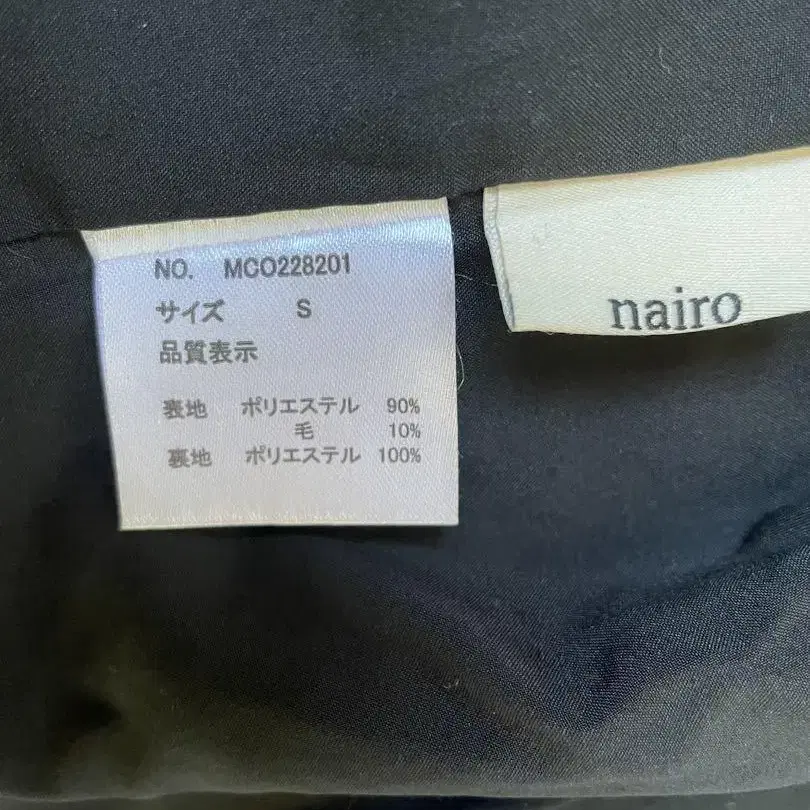 NO. MCO228201
サイズ S
品質表示
表地 ポリエステル 90%
毛 10%
裏地 ポリエステル 100%
nairo